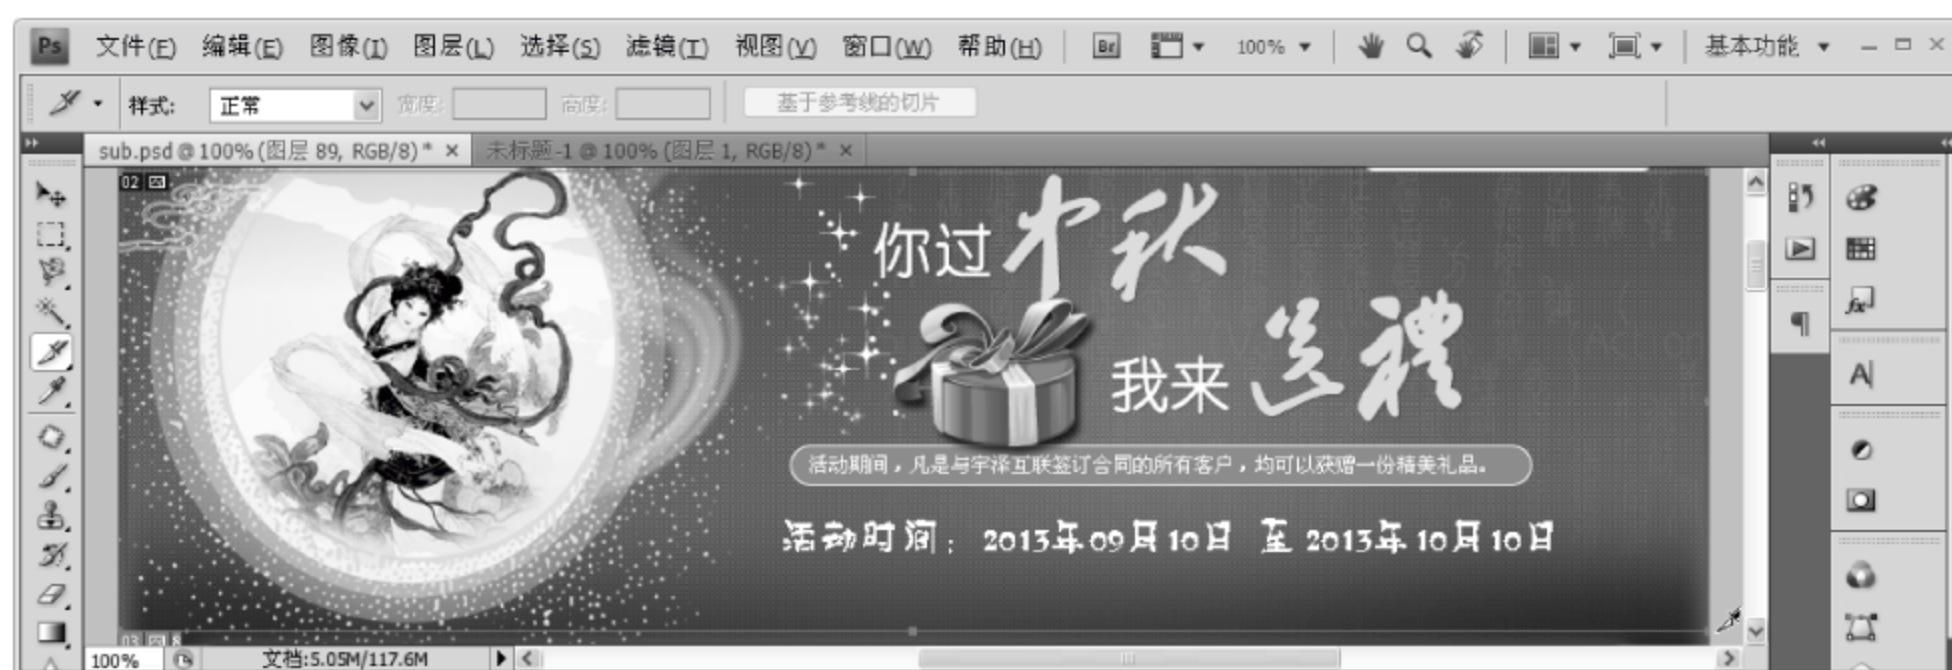 Ps 文件(F) 编辑(E) 图像(I) 图层(L) 选择(S) 滤镜(T) 视图(V) 窗口(W) 帮助(H) Br 100% 基本功能
样式: 正常 宽度: 高度: 基于参考线的切片
sub.psd @ 100% (图层 89, RGB/8) * × 未标题-1 @ 100% (图层 1, RGB/8) * ×
02
你过中秋
我来送禮
活动期间，凡是与宇泽互联签订合同的所有客户，均可以获赠一份精美礼品。
活动时间：2013年09月10日 至 2013年10月10日
03
100% 文档:5.05M/117.6M